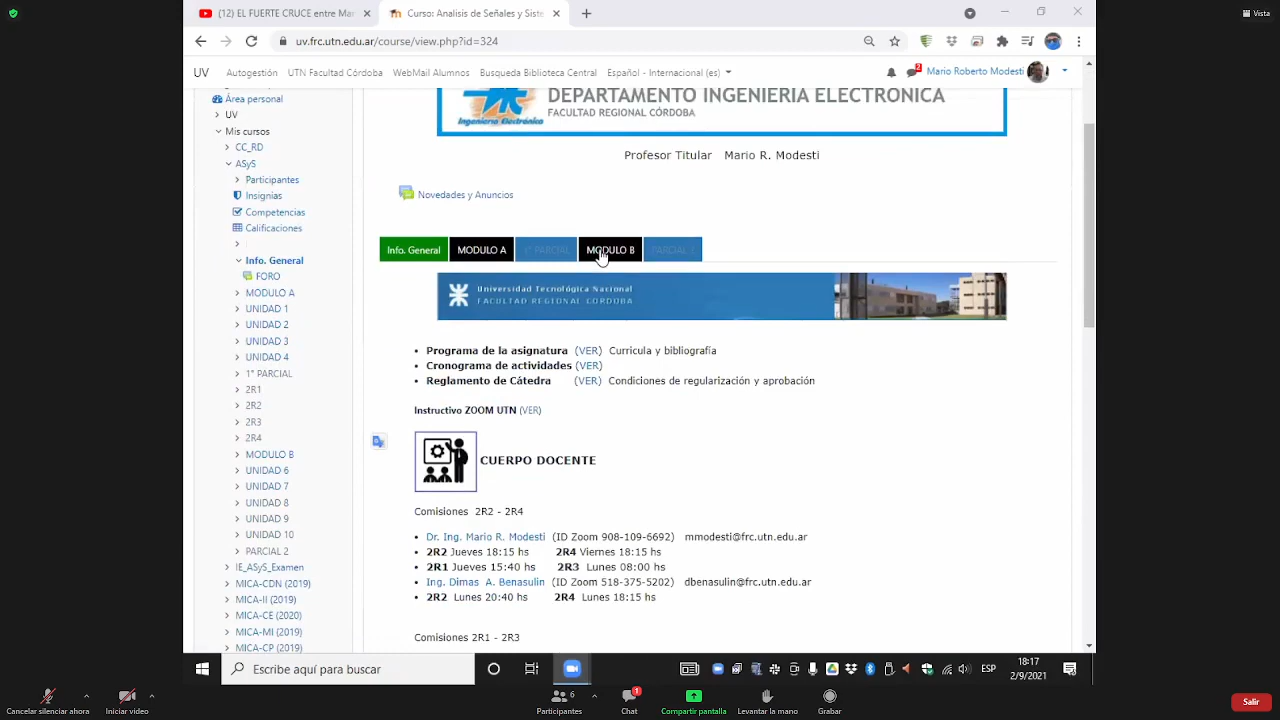 Vista
(12) EL FUERTE CRUCE entre Mar
Curso: Analisis de Señales y Siste
uv.frc.utn.edu.ar/course/view.php?id=324
UV Autogestión UTN Facultad Córdoba WebMail Alumnos Busqueda Biblioteca Central Español - Internacional (es) 2 Mario Roberto Modesti
Área personal
UV
Mis cursos
CC_RD
ASyS
Participantes
Insignias
Competencias
Calificaciones
Info. General
FORO
MODULO A
UNIDAD 1
UNIDAD 2
UNIDAD 3
UNIDAD 4
1° PARCIAL
2R1
2R2
2R3
2R4
MODULO B
UNIDAD 6
UNIDAD 7
UNIDAD 8
UNIDAD 9
UNIDAD 10
PARCIAL 2
IE_ASyS_Examen
MICA-CDN (2019)
MICA-II (2019)
MICA-CE (2020)
MICA-MI (2019)
MICA-CP (2019)
Ingeniería Electrónica
DEPARTAMENTO INGENIERIA ELECTRONICA
FACULTAD REGIONAL CÓRDOBA
Profesor Titular Mario R. Modesti
Novedades y Anuncios
Info. General MODULO A 1° PARCIAL MODULO B PARCIAL
Universidad Tecnológica Nacional
FACULTAD REGIONAL CÓRDOBA
• Programa de la asignatura (VER) Curricula y bibliografía
• Cronograma de actividades (VER)
• Reglamento de Cátedra (VER) Condiciones de regularización y aprobación
Instructivo ZOOM UTN (VER)
CUERPO DOCENTE
Comisiones 2R2 - 2R4
• Dr. Ing. Mario R. Modesti (ID Zoom 908-109-6692) mmodesti@frc.utn.edu.ar
• 2R2 Jueves 18:15 hs 2R4 Viernes 18:15 hs
• 2R1 Jueves 15:40 hs 2R3 Lunes 08:00 hs
• Ing. Dimas A. Benasulin (ID Zoom 518-375-5202) dbenasulin@frc.utn.edu.ar
• 2R2 Lunes 20:40 hs 2R4 Lunes 18:15 hs
Comisiones 2R1 - 2R3
Escribe aquí para buscar
ESP
18:17
2/9/2021
Cancelar silenciar ahora
Iniciar video
6
Participantes
1
Chat
Compartir pantalla
Levantar la mano
Grabar
Salir